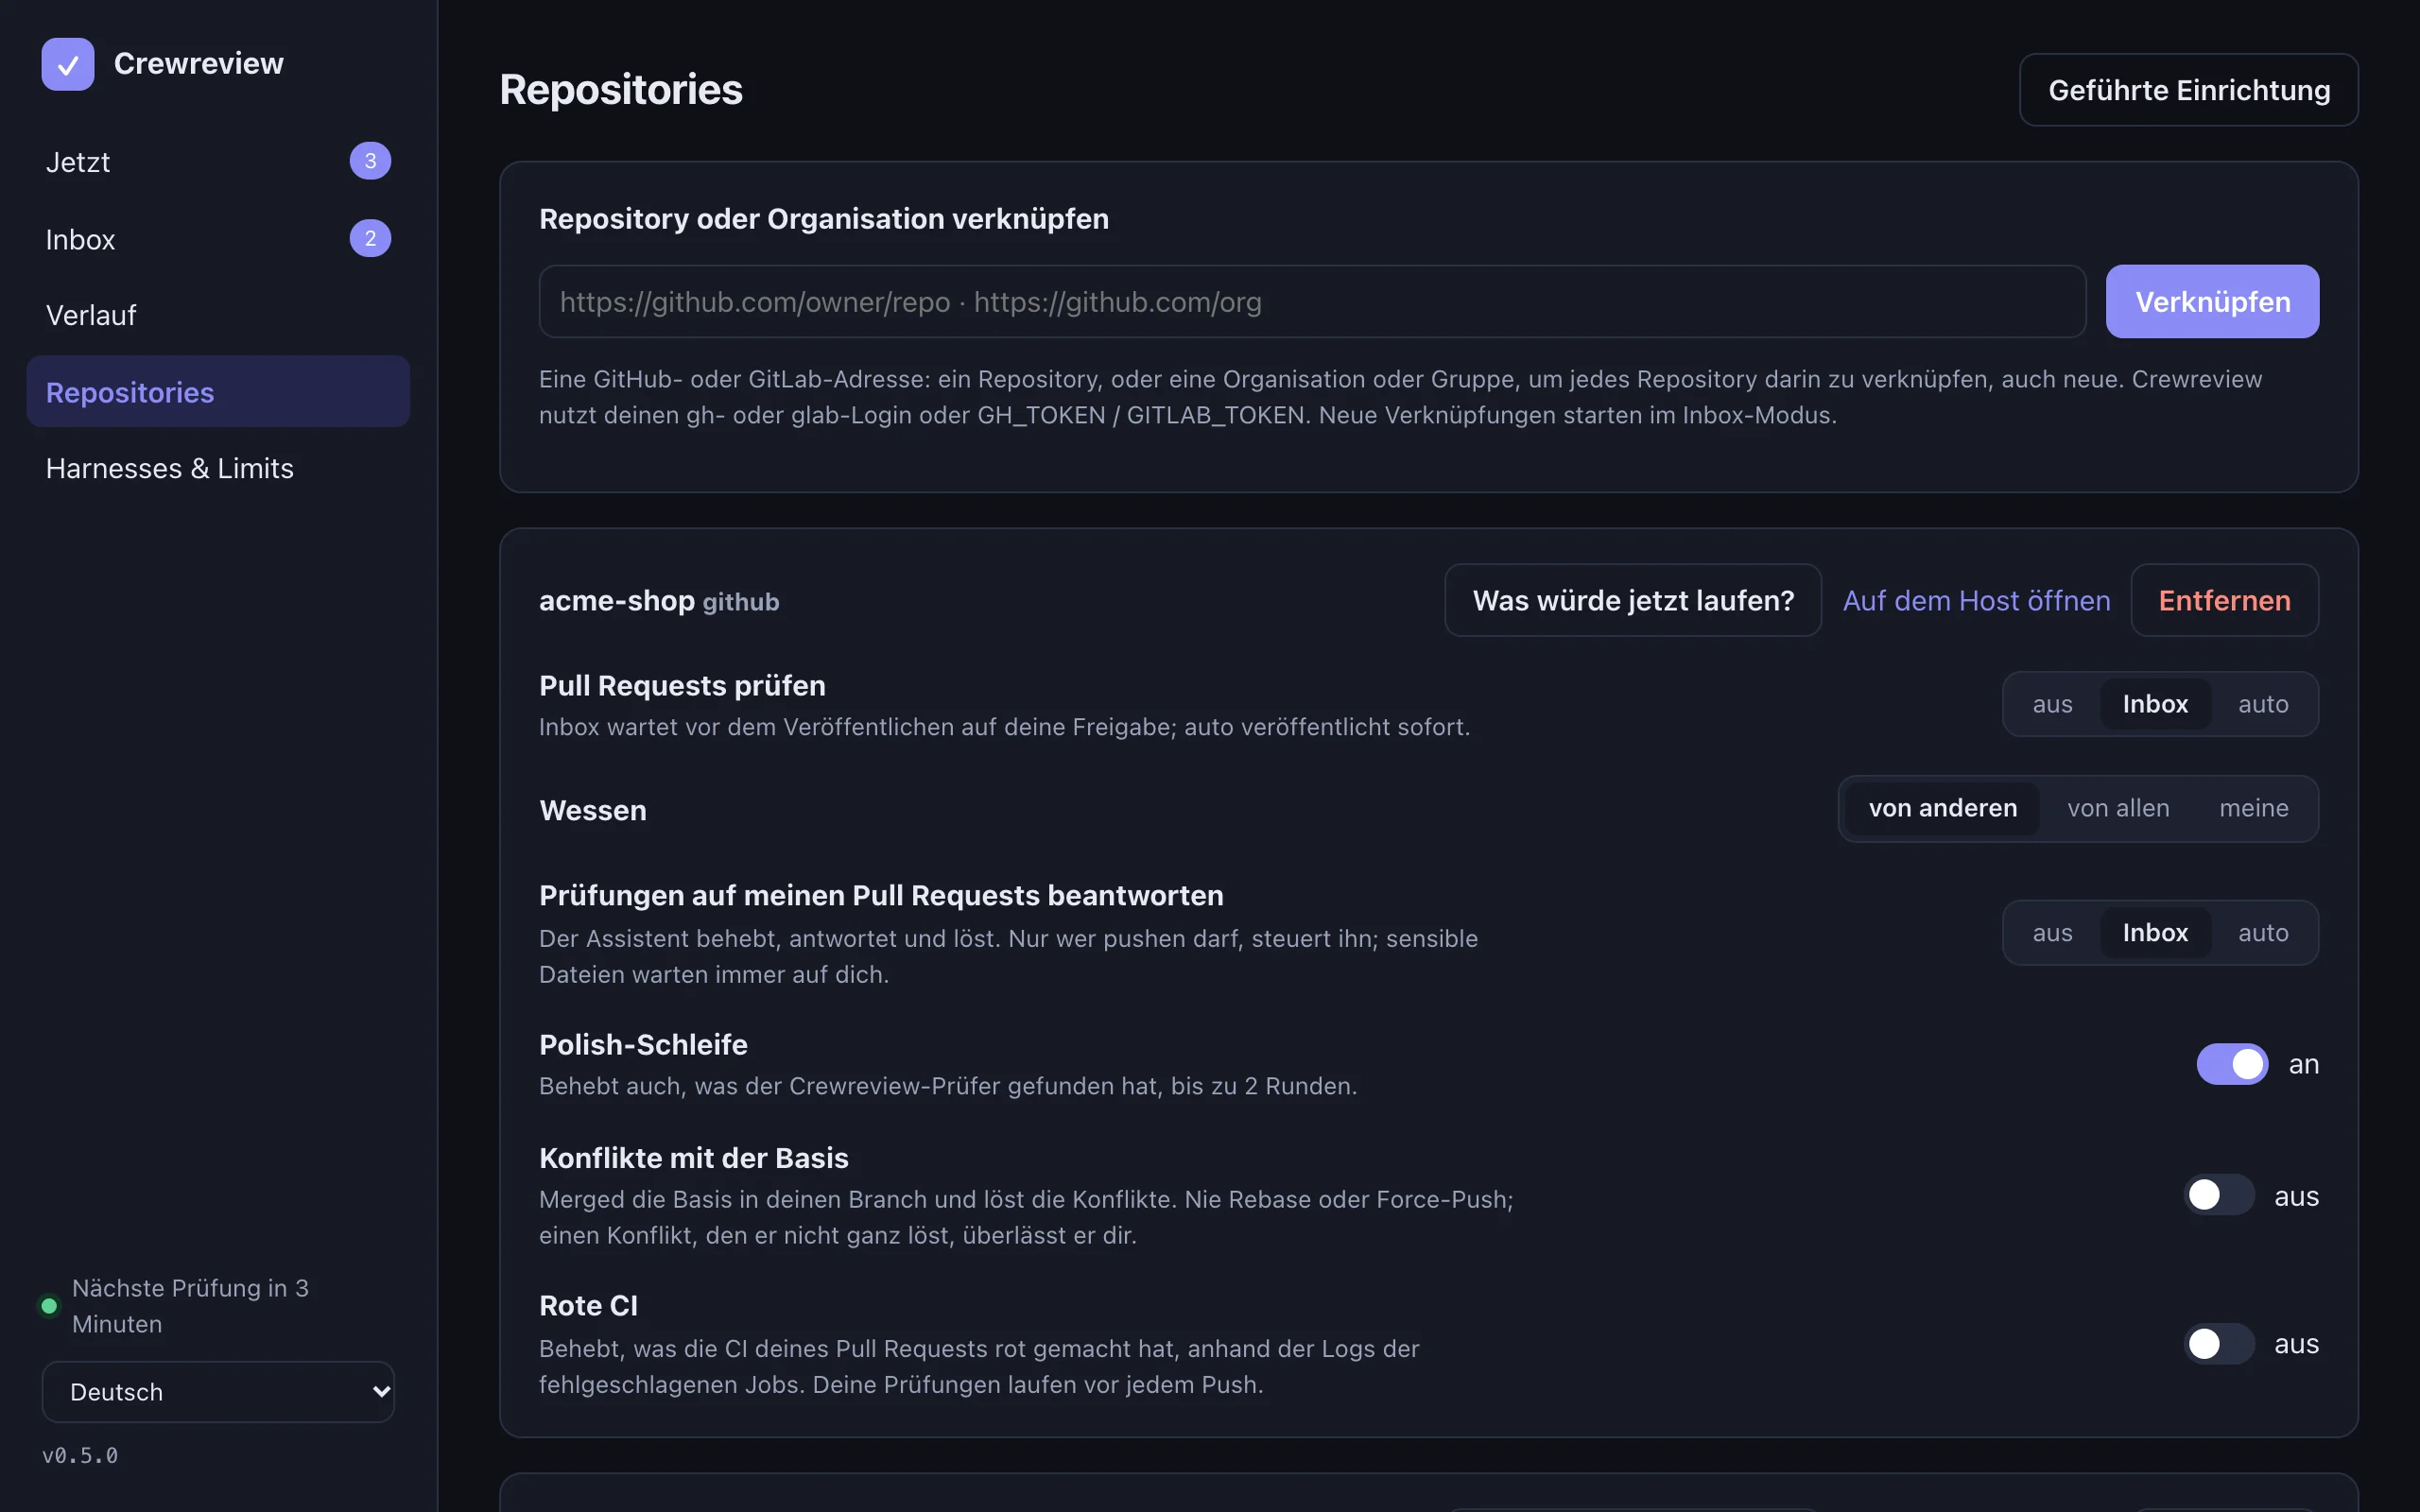 Crewreview
Jetzt
3
Inbox
2
Verlauf
Repositories
Harnesses & Limits
Nächste Prüfung in 3
Minuten
Deutsch
v0.5.0
Repositories
Geführte Einrichtung
Repository oder Organisation verknüpfen
https://github.com/owner/repo · https://github.com/org
Verknüpfen
Eine GitHub- oder GitLab-Adresse: ein Repository, oder eine Organisation oder Gruppe, um jedes Repository darin zu verknüpfen, auch neue. Crewreview
nutzt deinen gh- oder glab-Login oder GH_TOKEN / GITLAB_TOKEN. Neue Verknüpfungen starten im Inbox-Modus.
acme-shop github
Was würde jetzt laufen?
Auf dem Host öffnen
Entfernen
Pull Requests prüfen
Inbox wartet vor dem Veröffentlichen auf deine Freigabe; auto veröffentlicht sofort.
aus Inbox auto
Wessen
von anderen von allen meine
Prüfungen auf meinen Pull Requests beantworten
Der Assistent behebt, antwortet und löst. Nur wer pushen darf, steuert ihn; sensible
Dateien warten immer auf dich.
aus Inbox auto
Polish-Schleife
Behebt auch, was der Crewreview-Prüfer gefunden hat, bis zu 2 Runden.
an
Konflikte mit der Basis
Merged die Basis in deinen Branch und löst die Konflikte. Nie Rebase oder Force-Push;
einen Konflikt, den er nicht ganz löst, überlässt er dir.
aus
Rote CI
Behebt, was die CI deines Pull Requests rot gemacht hat, anhand der Logs der
fehlgeschlagenen Jobs. Deine Prüfungen laufen vor jedem Push.
aus